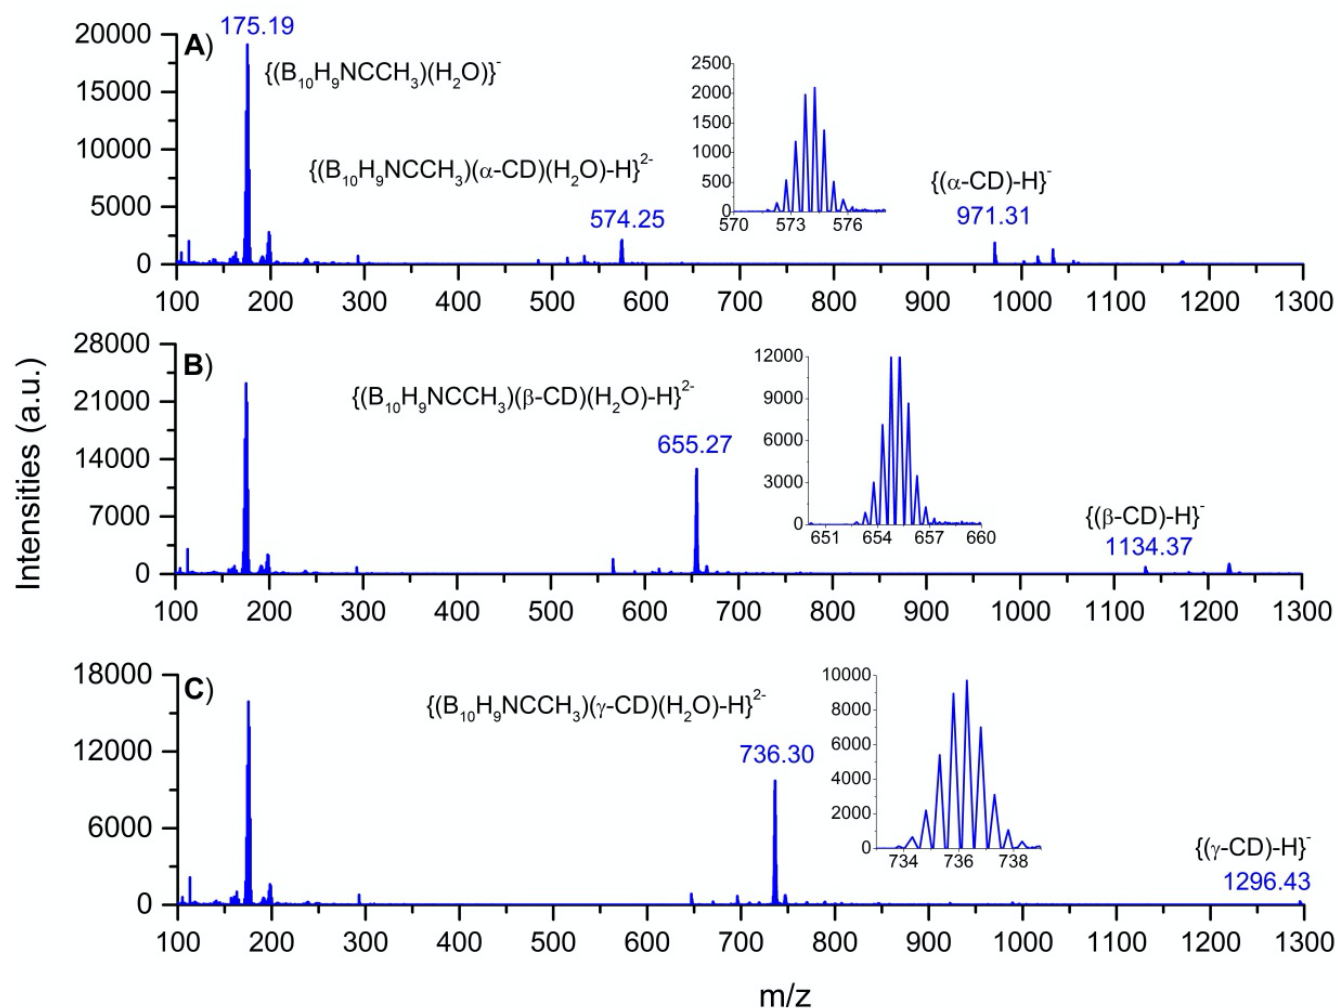 175.19
A)
{(B₁₀H₉NCCH₃)(H₂O)}⁻
{(B₁₀H₉NCCH₃)(α-CD)(H₂O)-H}²⁻
574.25
{(α-CD)-H}⁻
971.31
20000
15000
10000
5000
0
2500
2000
1500
1000
500
0
570 573 576
100 200 300 400 500 600 700 800 900 1000 1100 1200 1300
B)
{(B₁₀H₉NCCH₃)(β-CD)(H₂O)-H}²⁻
655.27
{(β-CD)-H}⁻
1134.37
28000
21000
14000
7000
0
12000
9000
6000
3000
0
651 654 657 660
100 200 300 400 500 600 700 800 900 1000 1100 1200 1300
Intensities (a.u.)
C)
{(B₁₀H₉NCCH₃)(γ-CD)(H₂O)-H}²⁻
736.30
{(γ-CD)-H}⁻
1296.43
18000
12000
6000
0
10000
8000
6000
4000
2000
0
734 736 738
100 200 300 400 500 600 700 800 900 1000 1100 1200 1300
m/z